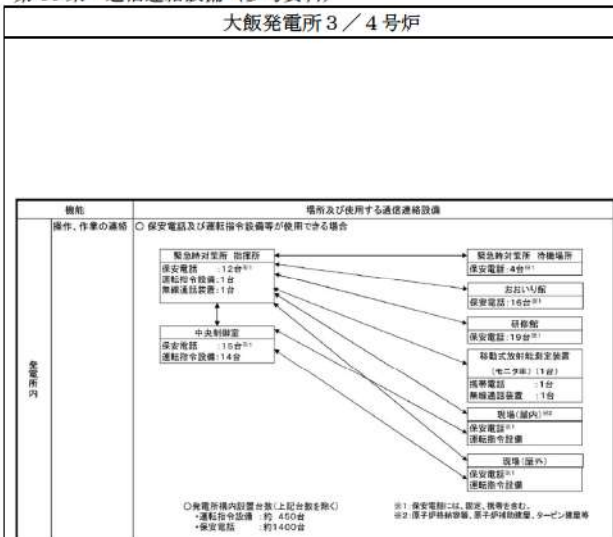 大飯発電所3／4号炉
機能
場所及び使用する通信連絡設備
発電所内
操作、作業の連絡
○ 保安電話及び運転指令設備等が使用できる場合
緊急時対策所 指揮所
保安電話 :12台※1
運転指令設備:1台
無線通話装置:1台
中央制御室
保安電話 :15台※1
運転指令設備:14台
緊急時対策所 待機場所
保安電話:4台※1
おおいり館
保安電話:16台※1
研修館
保安電話:19台※1
移動式放射能測定装置
（モニタ車）（1台）
携帯電話 :1台
無線通話装置 :1台
現場（屋内）※2
保安電話※1
運転指令設備
現場（屋外）
保安電話※1
運転指令設備
○発電所構内設置台数（上記台数を除く）
・運転指令設備 :約 450台
・保安電話 :約1400台
※1:保安電話には、固定、携帯を含む。
※2:原子炉格納容器、原子炉補助建屋、タービン建屋等